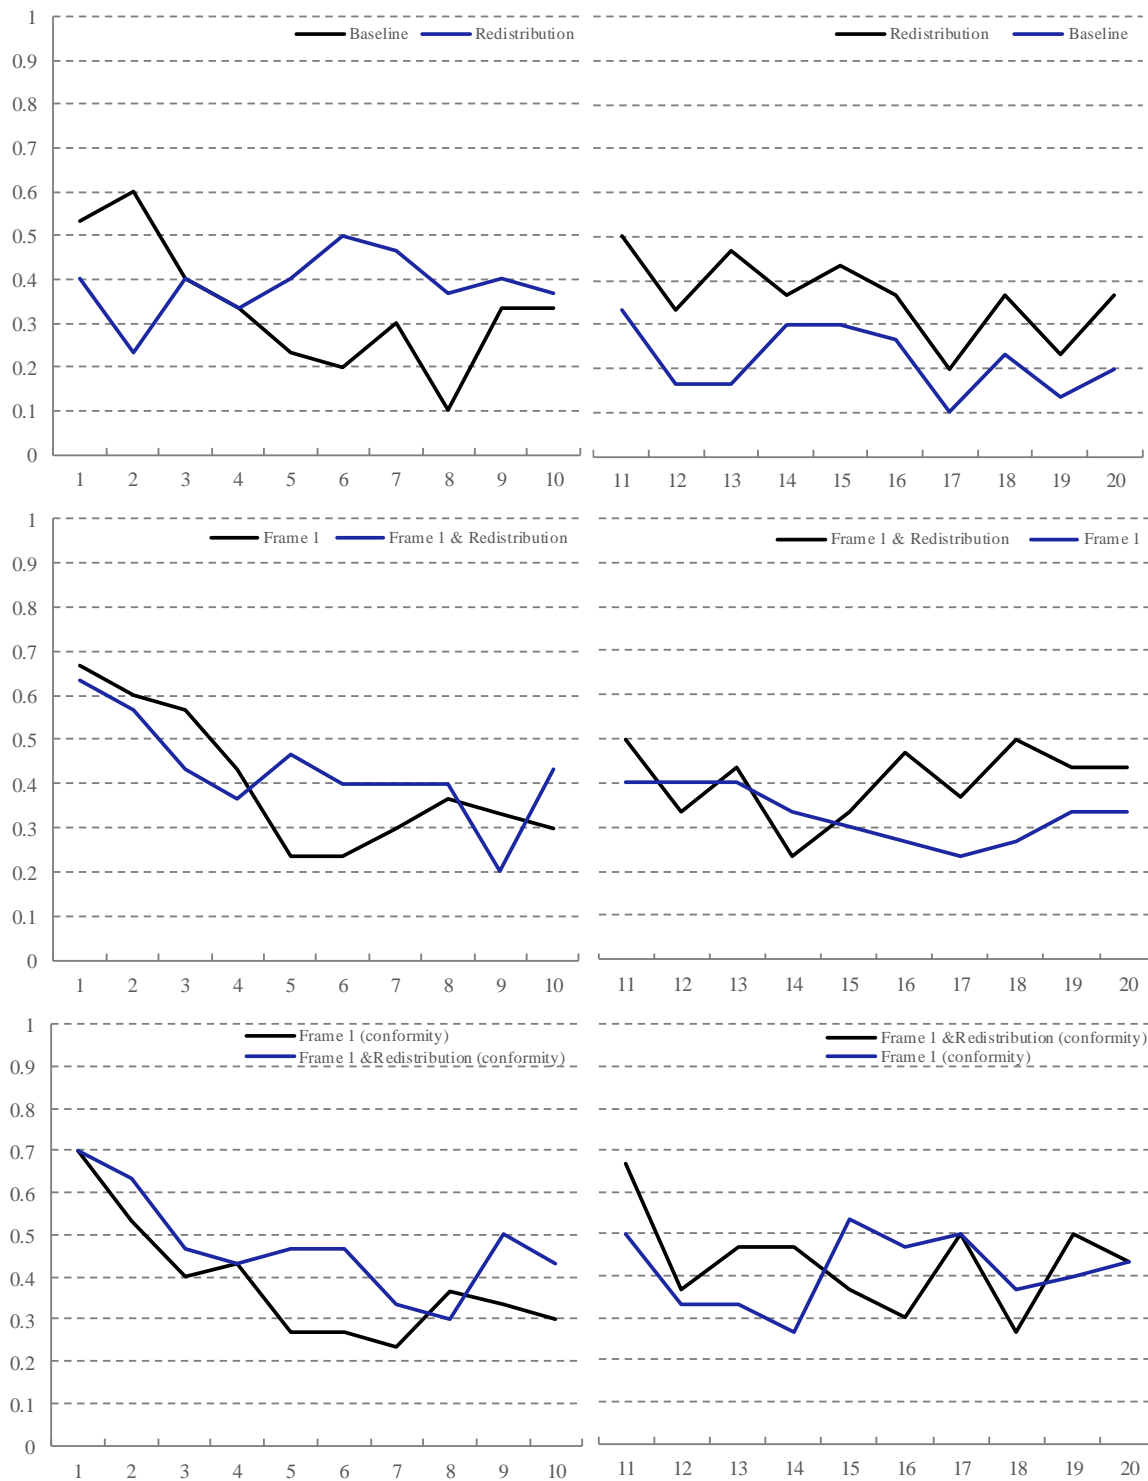 1
Baseline Redistribution
Redistribution Baseline
0.9
0.8
0.7
0.6
0.5
0.4
0.3
0.2
0.1
0
1 2 3 4 5 6 7 8 9 10
11 12 13 14 15 16 17 18 19 20
1
Frame 1 Frame 1 & Redistribution
Frame 1 & Redistribution Frame 1
0.9
0.8
0.7
0.6
0.5
0.4
0.3
0.2
0.1
0
1 2 3 4 5 6 7 8 9 10
11 12 13 14 15 16 17 18 19 20
1
Frame 1 (conformity)
Frame 1 &Redistribution (conformity)
Frame 1 &Redistribution (conformity)
Frame 1 (conformity)
0.9
0.8
0.7
0.6
0.5
0.4
0.3
0.2
0.1
0
1 2 3 4 5 6 7 8 9 10
11 12 13 14 15 16 17 18 19 20